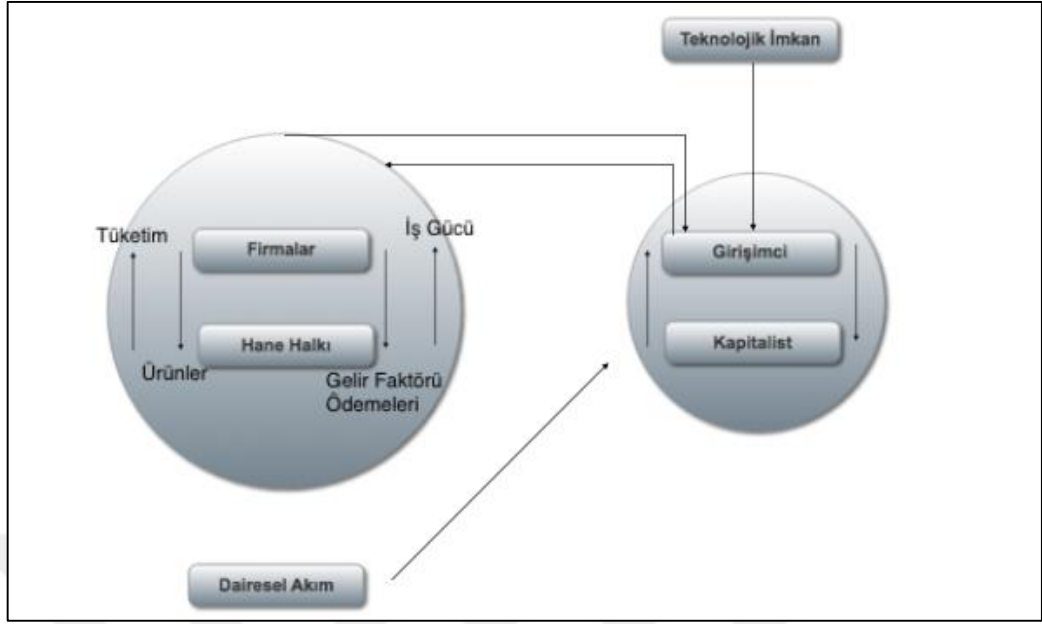 Teknolojik İmkan
Tüketim
Firmalar
İş Gücü
Girişimci
Hane Halkı
Kapitalist
Ürünler
Gelir Faktörü
Ödemeleri
Dairesel Akım